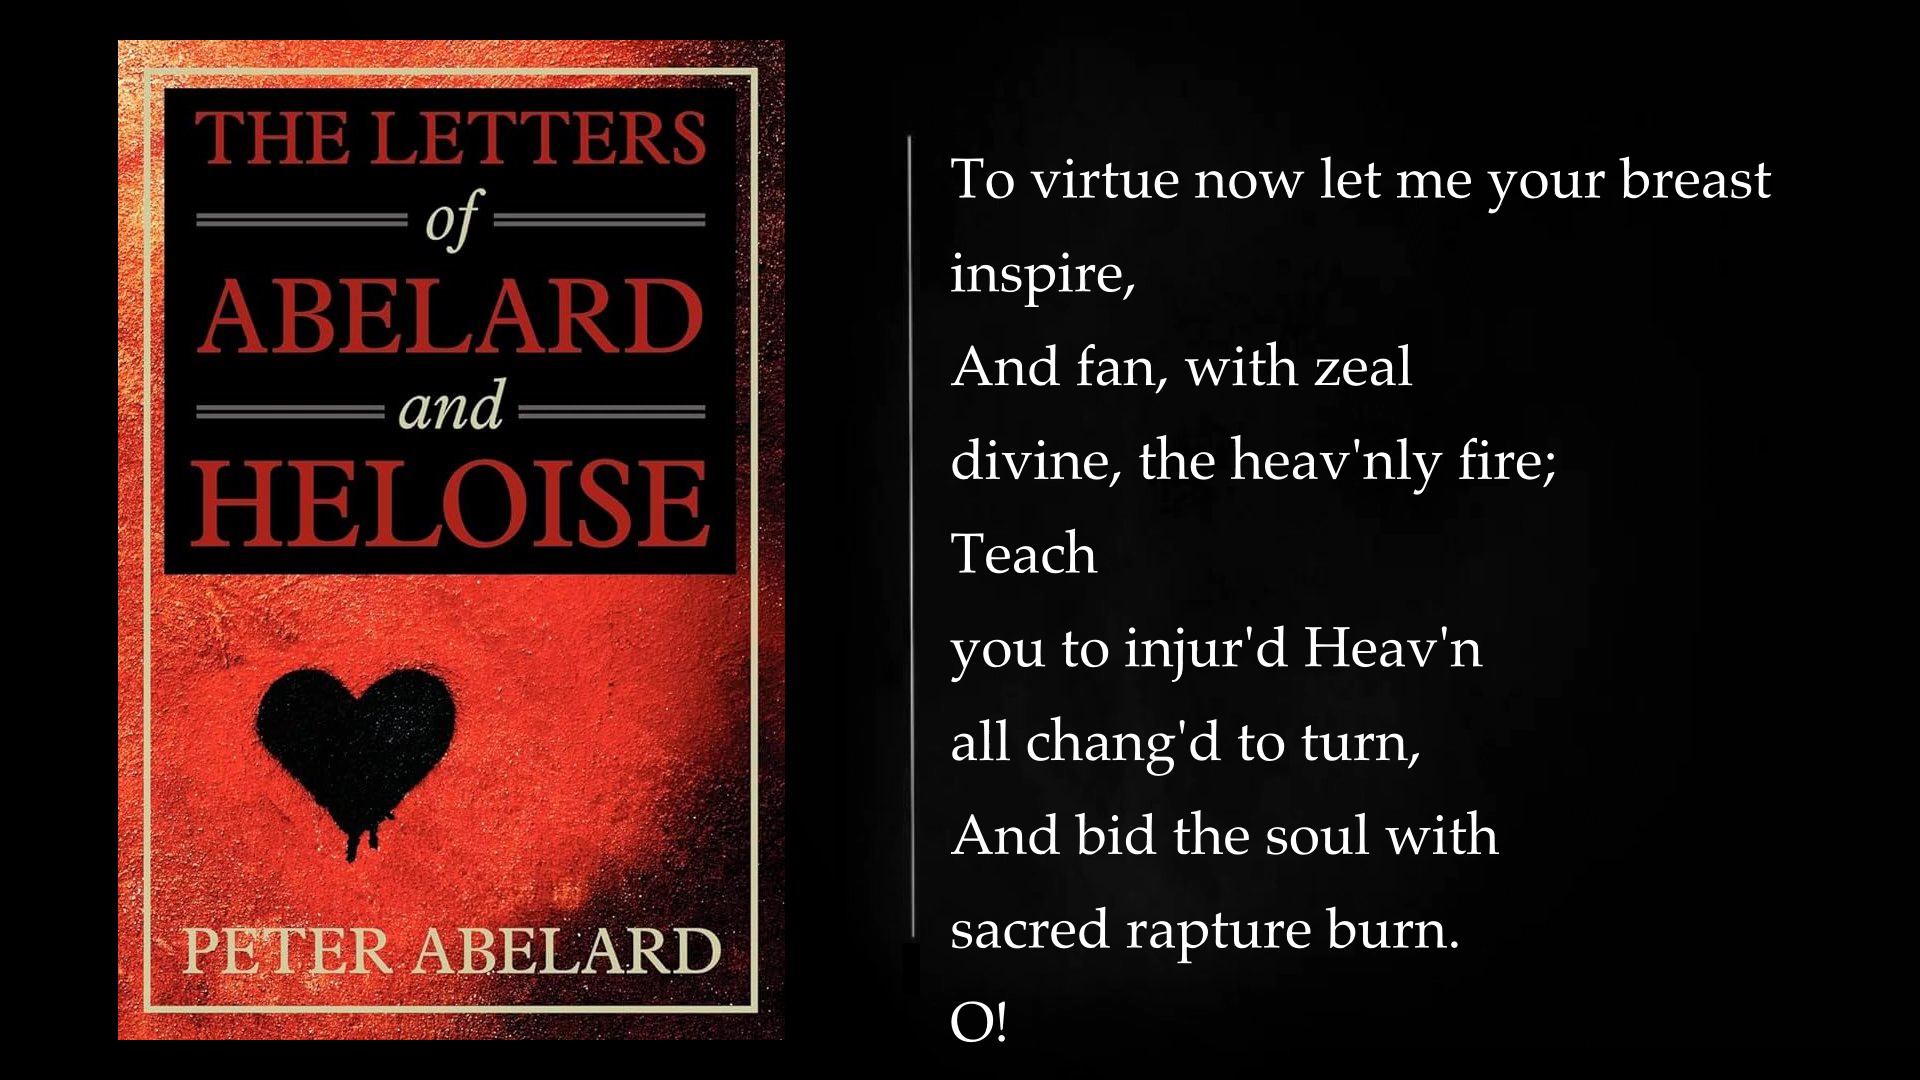 THE LETTERS
of
ABELARD
and
HELOISE
PETER ABELARD
To virtue now let me your breast
inspire,
And fan, with zeal
divine, the heav'nly fire;
Teach
you to injur'd Heav'n
all chang'd to turn,
And bid the soul with
sacred rapture burn.
O!